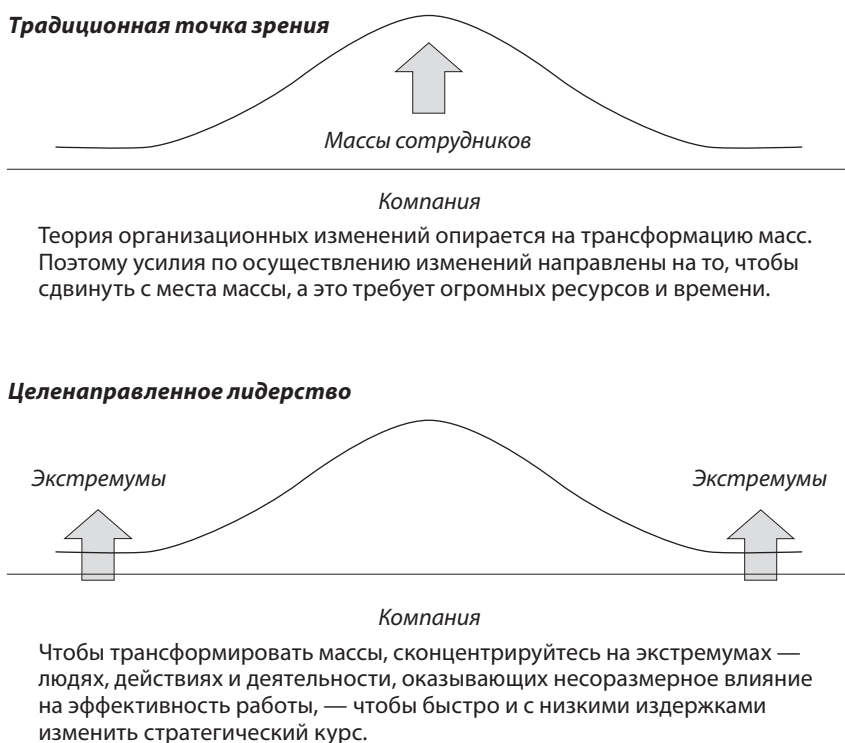 Традиционная точка зрения
Массы сотрудников
Компания
Теория организационных изменений опирается на трансформацию масс.
Поэтому усилия по осуществлению изменений направлены на то, чтобы
сдвинуть с места массы, а это требует огромных ресурсов и времени.
Целенаправленное лидерство
Экстремумы
Экстремумы
Компания
Чтобы трансформировать массы, сконцентрируйтесь на экстремумах —
людях, действиях и деятельности, оказывающих несоразмерное влияние
на эффективность работы, — чтобы быстро и с низкими издержками
изменить стратегический курс.